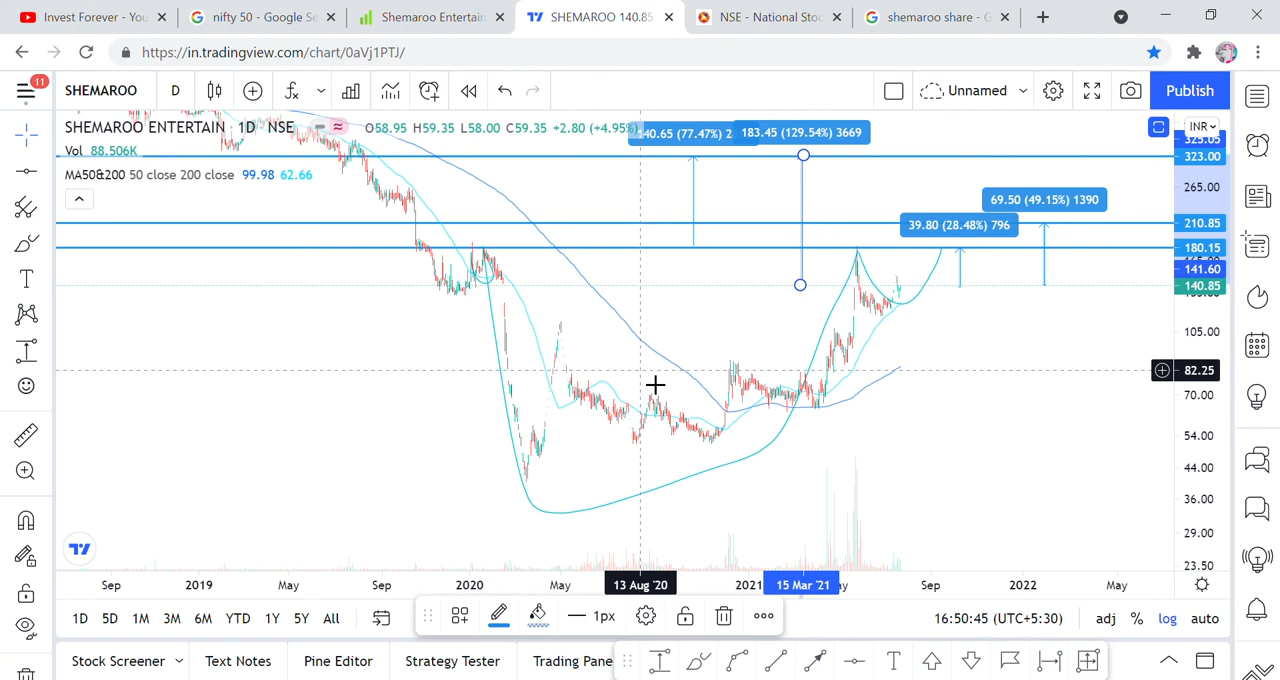 Invest Forever - You
nifty 50 - Google Se
Shemaroo Entertain
SHEMAROO 140.85
NSE - National Stoc
shemaroo share - G
https://in.tradingview.com/chart/0aVj1PTJ/
11
SHEMAROO
D
Unnamed
Publish
SHEMAROO ENTERTAIN · 1D · NSE
O58.95 H59.35 L58.00 C59.35 +2.80 (+4.95%)
Vol 88.506K
MA50&200 50 close 200 close 99.98 62.66
140.65 (77.47%) 2
183.45 (129.54%) 3669
69.50 (49.15%) 1390
39.80 (28.48%) 796
INR
325.05
323.00
265.00
210.85
180.15
141.60
140.85
105.00
82.25
70.00
54.00
44.00
36.00
29.00
23.50
Sep
2019
May
Sep
2020
May
13 Aug '20
2021
15 Mar '21
Sep
2022
May
1D 5D 1M 3M 6M YTD 1Y 5Y All
1px
16:50:45 (UTC+5:30)
adj % log auto
Stock Screener
Text Notes
Pine Editor
Strategy Tester
Trading Pane